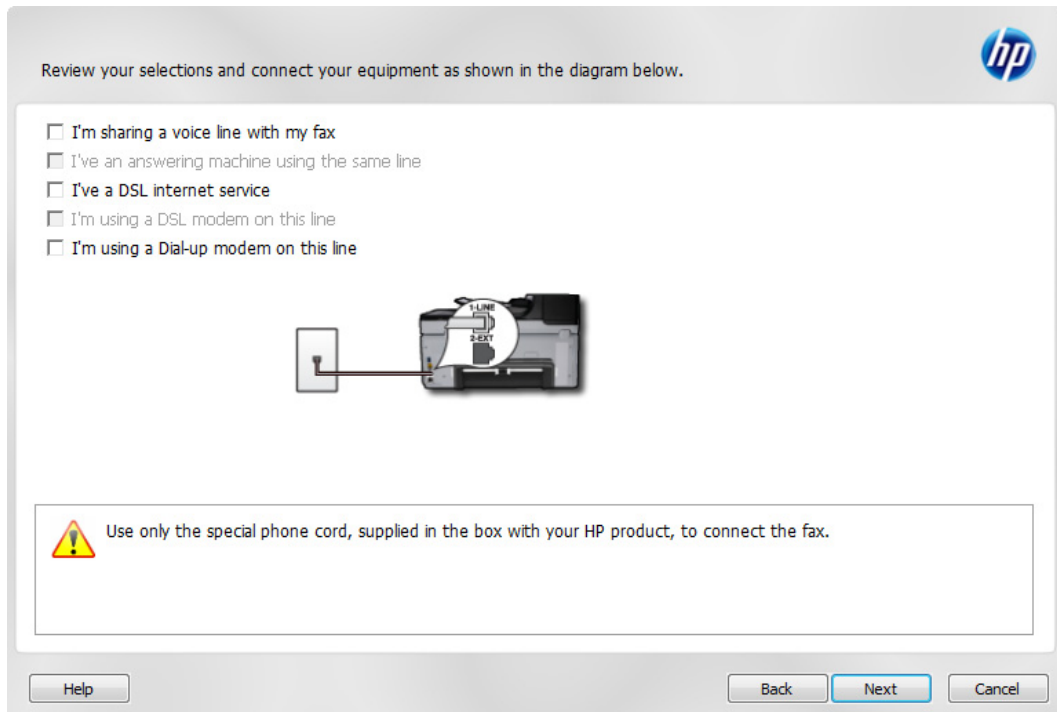 hp
Review your selections and connect your equipment as shown in the diagram below.
I'm sharing a voice line with my fax
I've an answering machine using the same line
I've a DSL internet service
I'm using a DSL modem on this line
I'm using a Dial-up modem on this line
1-LINE
2-EXT
Use only the special phone cord, supplied in the box with your HP product, to connect the fax.
Help
Back
Next
Cancel